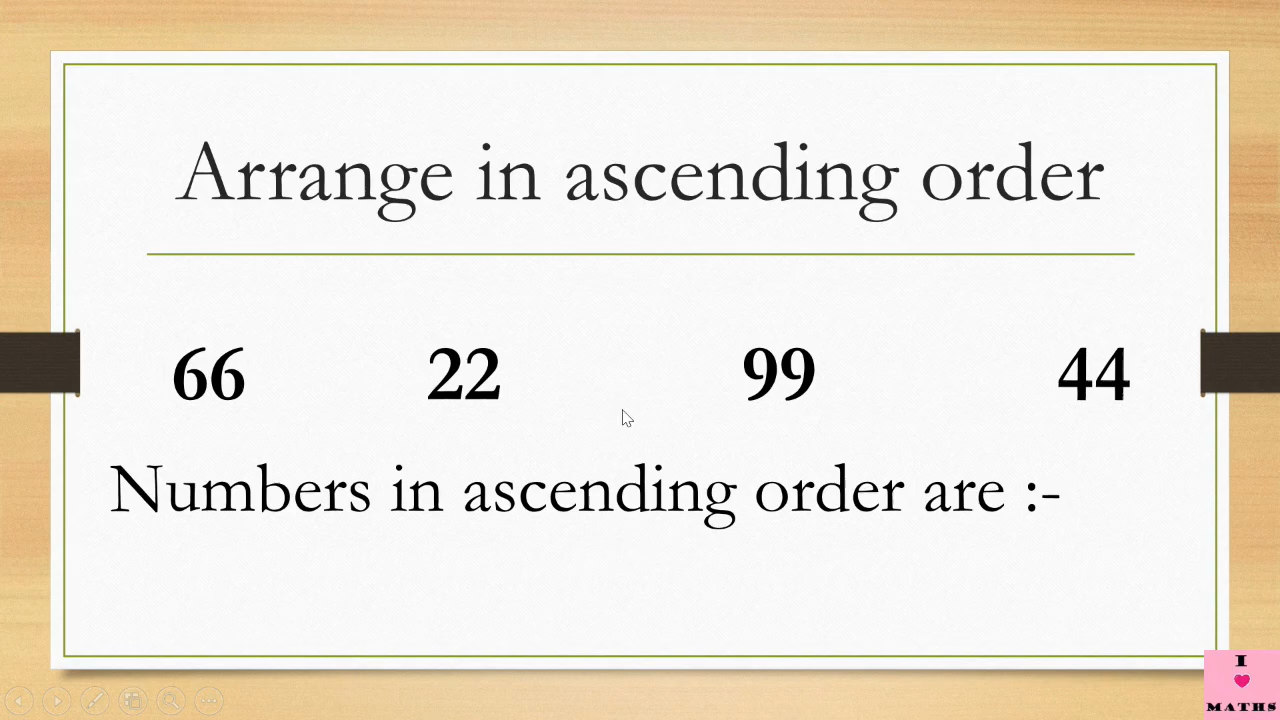 Arrange in ascending order
66 22 99 44
Numbers in ascending order are :-
I
MATHS